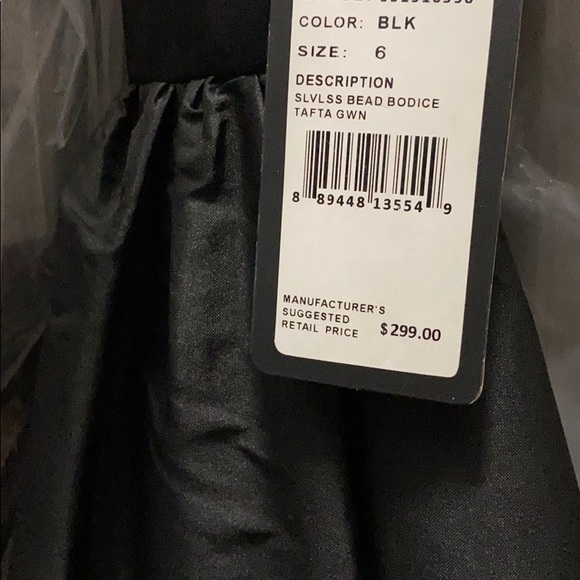 COLOR: BLK
SIZE: 6
DESCRIPTION
SLVLSS BEAD BODICE
TAFTA GWN
8 89448 13554 9
MANUFACTURER'S
SUGGESTED
RETAIL PRICE $299.00